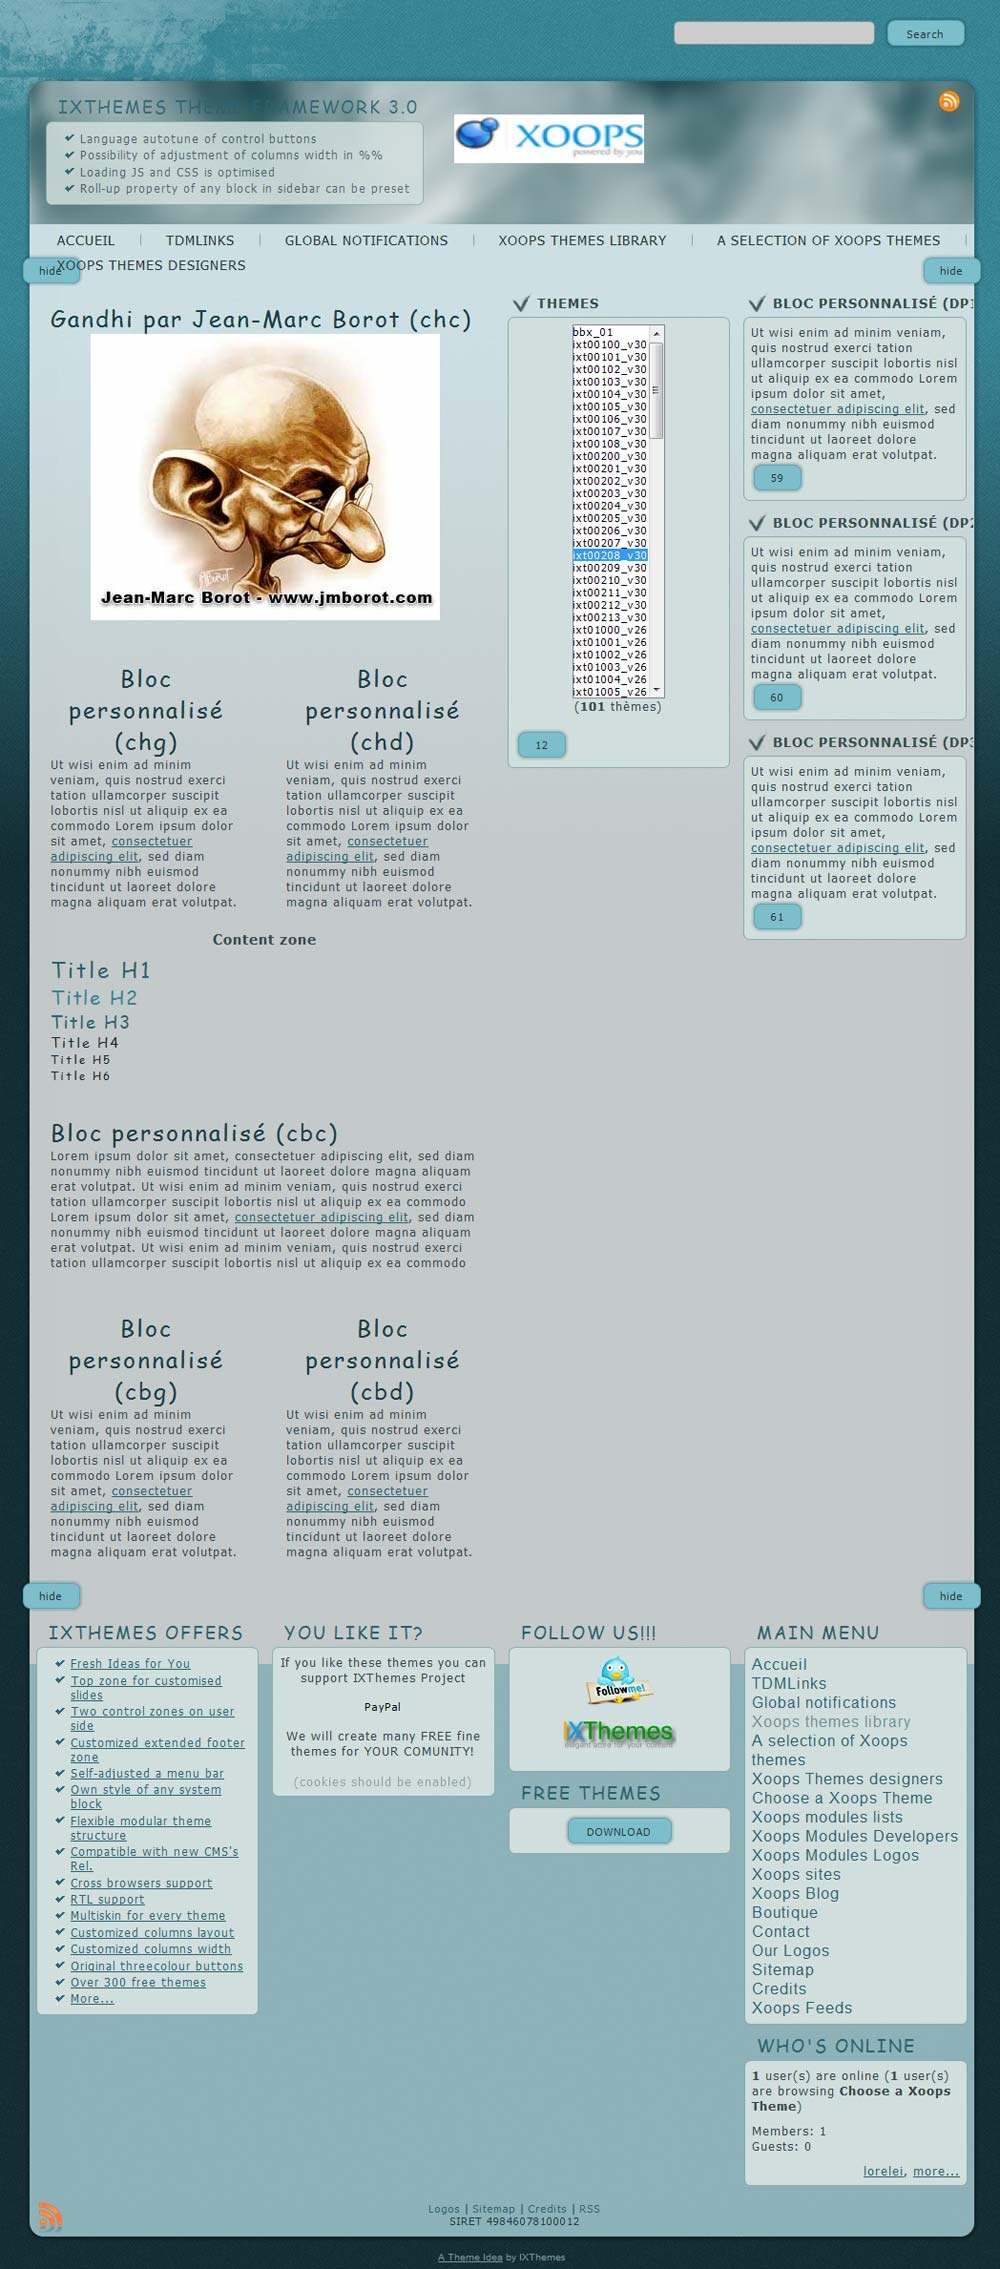 Search
IXTHEMES THEME FRAMEWORK 3.0
Language autotune of control buttons
Possibility of adjustment of columns width in %%
Loading JS and CSS is optimised
Roll-up property of any block in sidebar can be preset
XOOPS
powered by you
ACCUEIL
TDMLINKS
GLOBAL NOTIFICATIONS
XOOPS THEMES LIBRARY
A SELECTION OF XOOPS THEMES
XOOPS THEMES DESIGNERS
hide
hide
Gandhi par Jean-Marc Borot (chc)
Jean-Marc Borot - www.jmborot.com
Bloc
personnalisé
(chg)
Ut wisi enim ad minim
veniam, quis nostrud exerci
tation ullamcorper suscipit
lobortis nisl ut aliquip ex ea
commodo Lorem ipsum dolor
sit amet, consectetuer
adipiscing elit, sed diam
nonummy nibh euismod
tincidunt ut laoreet dolore
magna aliquam erat volutpat.
Bloc
personnalisé
(chd)
Ut wisi enim ad minim
veniam, quis nostrud exerci
tation ullamcorper suscipit
lobortis nisl ut aliquip ex ea
commodo Lorem ipsum dolor
sit amet, consectetuer
adipiscing elit, sed diam
nonummy nibh euismod
tincidunt ut laoreet dolore
magna aliquam erat volutpat.
Content zone
Title H1
Title H2
Title H3
Title H4
Title H5
Title H6
Bloc personnalisé (cbc)
Lorem ipsum dolor sit amet, consectetuer adipiscing elit, sed diam
nonummy nibh euismod tincidunt ut laoreet dolore magna aliquam
erat volutpat. Ut wisi enim ad minim veniam, quis nostrud exerci
tation ullamcorper suscipit lobortis nisl ut aliquip ex ea commodo
Lorem ipsum dolor sit amet, consectetuer adipiscing elit, sed diam
nonummy nibh euismod tincidunt ut laoreet dolore magna aliquam
erat volutpat. Ut wisi enim ad minim veniam, quis nostrud exerci
tation ullamcorper suscipit lobortis nisl ut aliquip ex ea commodo
Bloc
personnalisé
(cbg)
Ut wisi enim ad minim
veniam, quis nostrud exerci
tation ullamcorper suscipit
lobortis nisl ut aliquip ex ea
commodo Lorem ipsum dolor
sit amet, consectetuer
adipiscing elit, sed diam
nonummy nibh euismod
tincidunt ut laoreet dolore
magna aliquam erat volutpat.
Bloc
personnalisé
(cbd)
Ut wisi enim ad minim
veniam, quis nostrud exerci
tation ullamcorper suscipit
lobortis nisl ut aliquip ex ea
commodo Lorem ipsum dolor
sit amet, consectetuer
adipiscing elit, sed diam
nonummy nibh euismod
tincidunt ut laoreet dolore
magna aliquam erat volutpat.
THEMES
bbx_01
ixt00100_v30
ixt00101_v30
ixt00102_v30
ixt00103_v30
ixt00104_v30
ixt00105_v30
ixt00106_v30
ixt00107_v30
ixt00108_v30
ixt00200_v30
ixt00201_v30
ixt00202_v30
ixt00203_v30
ixt00204_v30
ixt00205_v30
ixt00206_v30
ixt00207_v30
ixt00208_v30
ixt00209_v30
ixt00210_v30
ixt00211_v30
ixt00212_v30
ixt00213_v30
ixt01000_v26
ixt01001_v26
ixt01002_v26
ixt01003_v26
ixt01004_v26
ixt01005_v26
(101 thèmes)
12
BLOC PERSONNALISÉ (DP1
Ut wisi enim ad minim veniam,
quis nostrud exerci tation
ullamcorper suscipit lobortis nisl
ut aliquip ex ea commodo Lorem
ipsum dolor sit amet,
consectetuer adipiscing elit, sed
diam nonummy nibh euismod
tincidunt ut laoreet dolore
magna aliquam erat volutpat.
59
BLOC PERSONNALISÉ (DP2
Ut wisi enim ad minim veniam,
quis nostrud exerci tation
ullamcorper suscipit lobortis nisl
ut aliquip ex ea commodo Lorem
ipsum dolor sit amet,
consectetuer adipiscing elit, sed
diam nonummy nibh euismod
tincidunt ut laoreet dolore
magna aliquam erat volutpat.
60
BLOC PERSONNALISÉ (DP3
Ut wisi enim ad minim veniam,
quis nostrud exerci tation
ullamcorper suscipit lobortis nisl
ut aliquip ex ea commodo Lorem
ipsum dolor sit amet,
consectetuer adipiscing elit, sed
diam nonummy nibh euismod
tincidunt ut laoreet dolore
magna aliquam erat volutpat.
61
hide
hide
IXTHEMES OFFERS
Fresh Ideas for You
Top zone for customised
slides
Two control zones on user
side
Customized extended footer
zone
Self-adjusted a menu bar
Own style of any system
block
Flexible modular theme
structure
Compatible with new CMS's
Rel.
Cross browsers support
RTL support
Multiskin for every theme
Customized columns layout
Customized columns width
Original threecolour buttons
Over 300 free themes
More...
YOU LIKE IT?
If you like these themes you can
support IXThemes Project
PayPal
We will create many FREE fine
themes for YOUR COMUNITY!
(cookies should be enabled)
FOLLOW US!!!
Followme!
IXThemes
elegant attire for your content
FREE THEMES
DOWNLOAD
MAIN MENU
Accueil
TDMLinks
Global notifications
Xoops themes library
A selection of Xoops
themes
Xoops Themes designers
Choose a Xoops Theme
Xoops modules lists
Xoops Modules Developers
Xoops Modules Logos
Xoops sites
Xoops Blog
Boutique
Contact
Our Logos
Sitemap
Credits
Xoops Feeds
WHO'S ONLINE
1 user(s) are online (1 user(s)
are browsing Choose a Xoops
Theme)
Members: 1
Guests: 0
lorelei, more...
Logos | Sitemap | Credits | RSS
SIRET 49846078100012
A Theme Idea by IXThemes